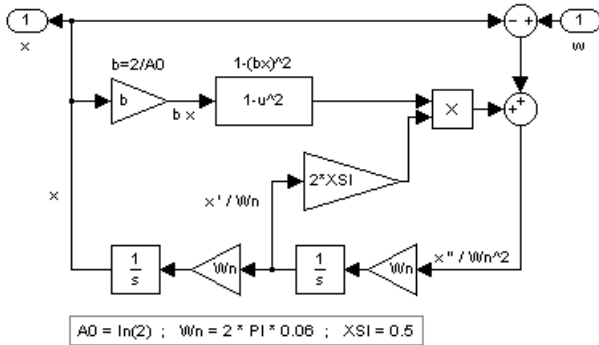 1
x
- +
1
w
b=2/A0
b
b x
1-(bx)^2
1-u^2
X
+ +
2*XSI
x
x' / Wn
1
s
Wn
1
s
Wn
x'' / Wn^2
A0 = ln(2) ; Wn = 2 * PI * 0.06 ; XSI = 0.5